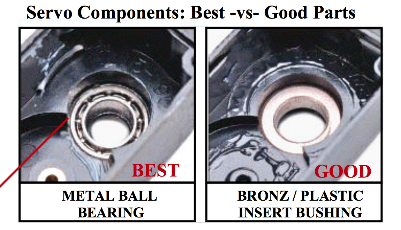 Servo Components: Best -vs- Good Parts
BEST
GOOD
METAL BALL
BEARING
BRONZ / PLASTIC
INSERT BUSHING